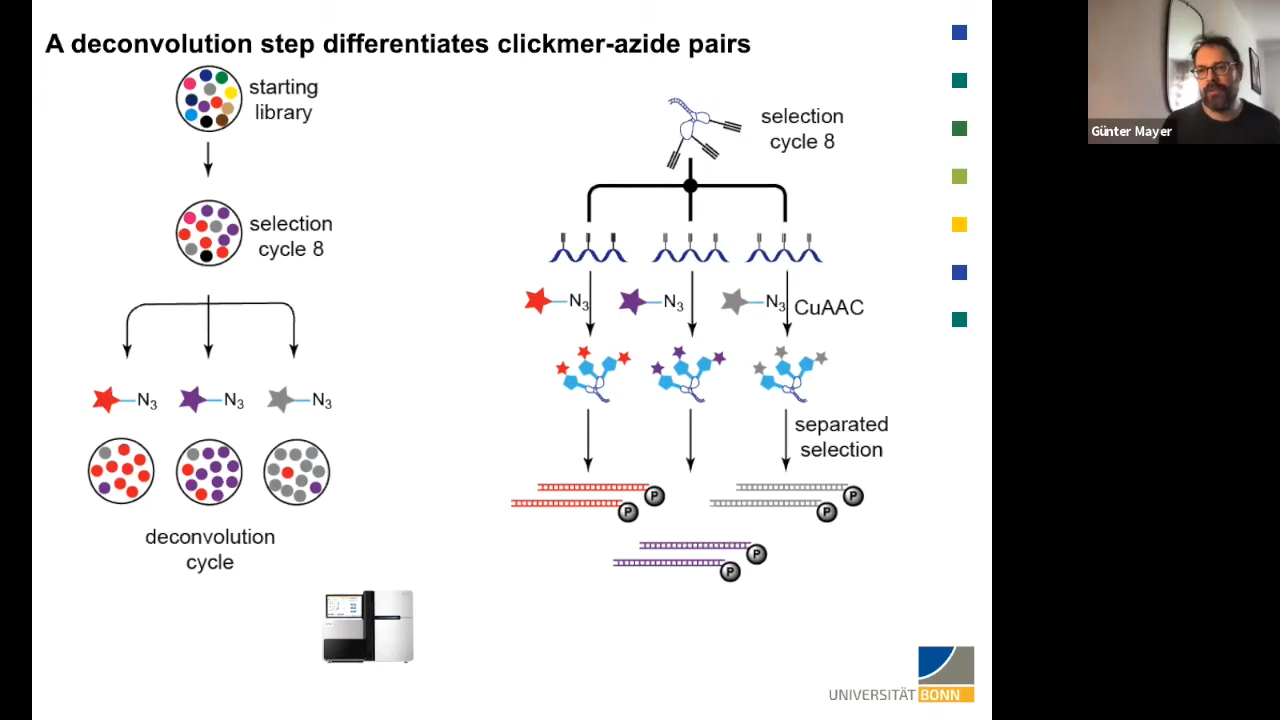 A deconvolution step differentiates clickmer-azide pairs
starting
library
selection
cycle 8
N3
N3
N3
deconvolution
cycle
selection
cycle 8
N3
N3
N3
CuAAC
separated
selection
P
P
P
P
P
P
UNIVERSITÄT BONN
Günter Mayer